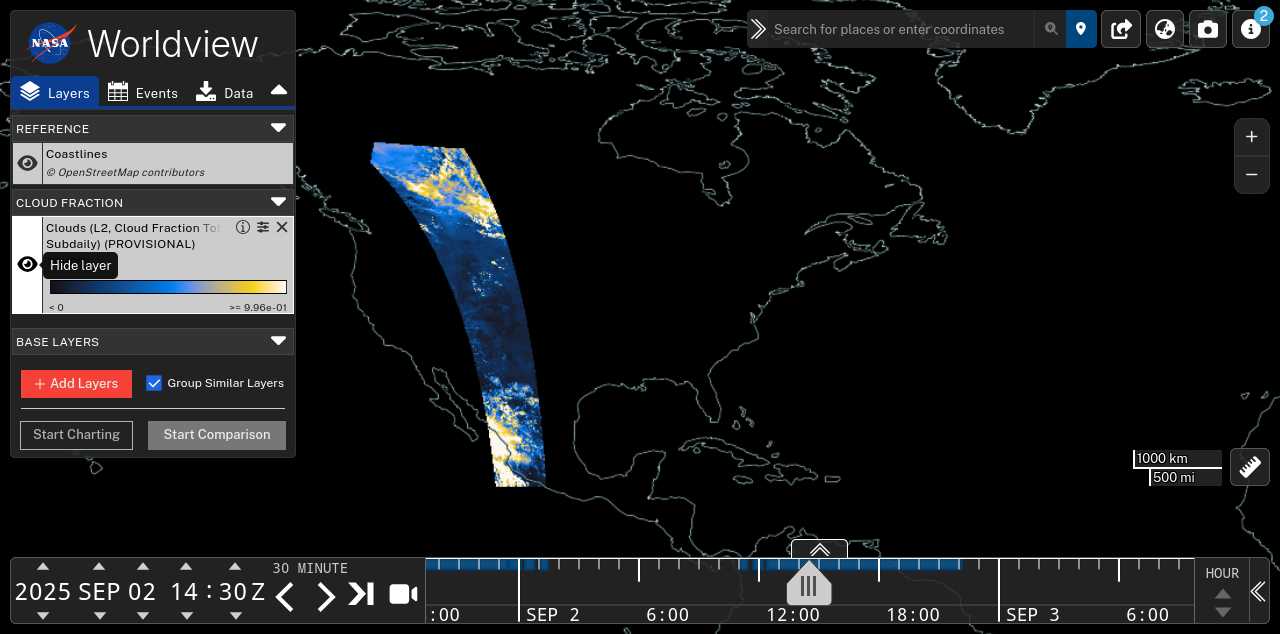 NASA
Worldview
Layers
Events
Data
REFERENCE
Coastlines
© OpenStreetMap contributors
CLOUD FRACTION
Clouds (L2, Cloud Fraction Tot
Subdaily) (PROVISIONAL)
Hide layer
< 0
>= 9.96e-01
BASE LAYERS
+ Add Layers
Group Similar Layers
Start Charting
Start Comparison
Search for places or enter coordinates
2
+
−
1000 km
500 mi
2025 SEP 02 14 : 30 Z
30 MINUTE
:00
SEP 2
6:00
12:00
18:00
SEP 3
6:00
HOUR